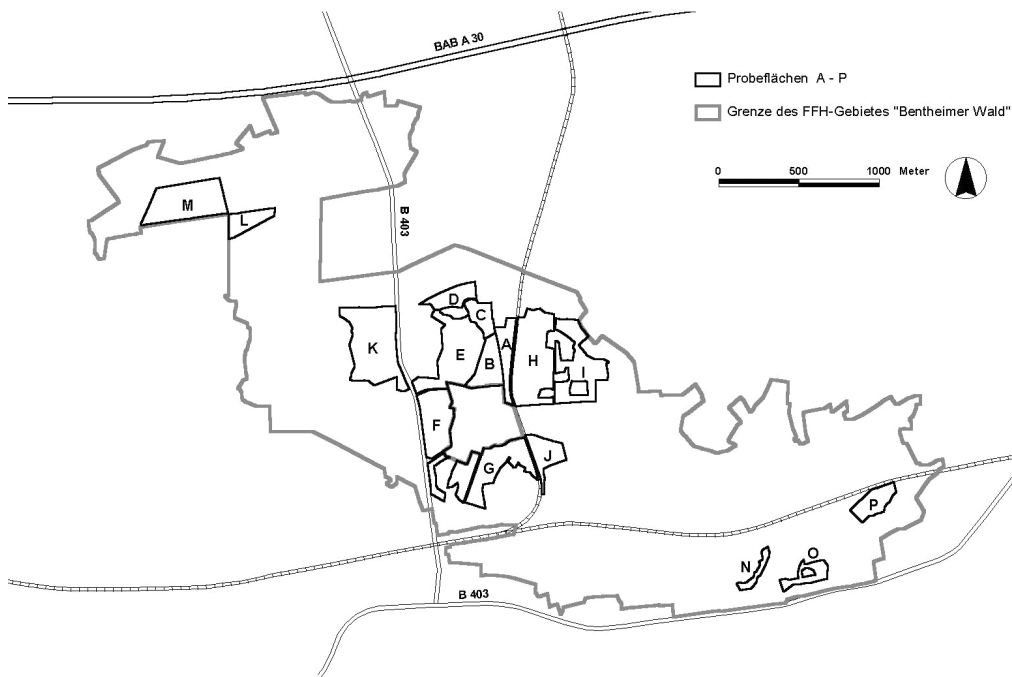 BAB A 30
Probeflächen A - P
Grenze des FFH-Gebietes "Bentheimer Wald"
0 500 1000 Meter
M
L
B 403
D
C
K
E
B
A
H
I
F
G
J
P
N
O
B 403